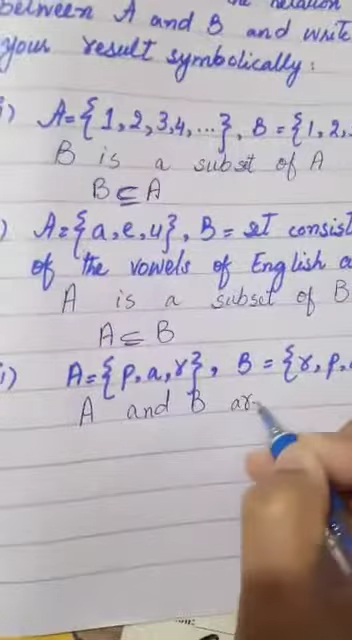 between A and B and write
your result symbolically:
i) A={1,2,3,4,...}, B={1,2,
B is a subset of A
B⊆A
) A={a,e,u}, B= set consist
of the vowels of English a
A is a subset of B
A⊆B
i) A={p,a,r}, B={r,p,
A and B ar